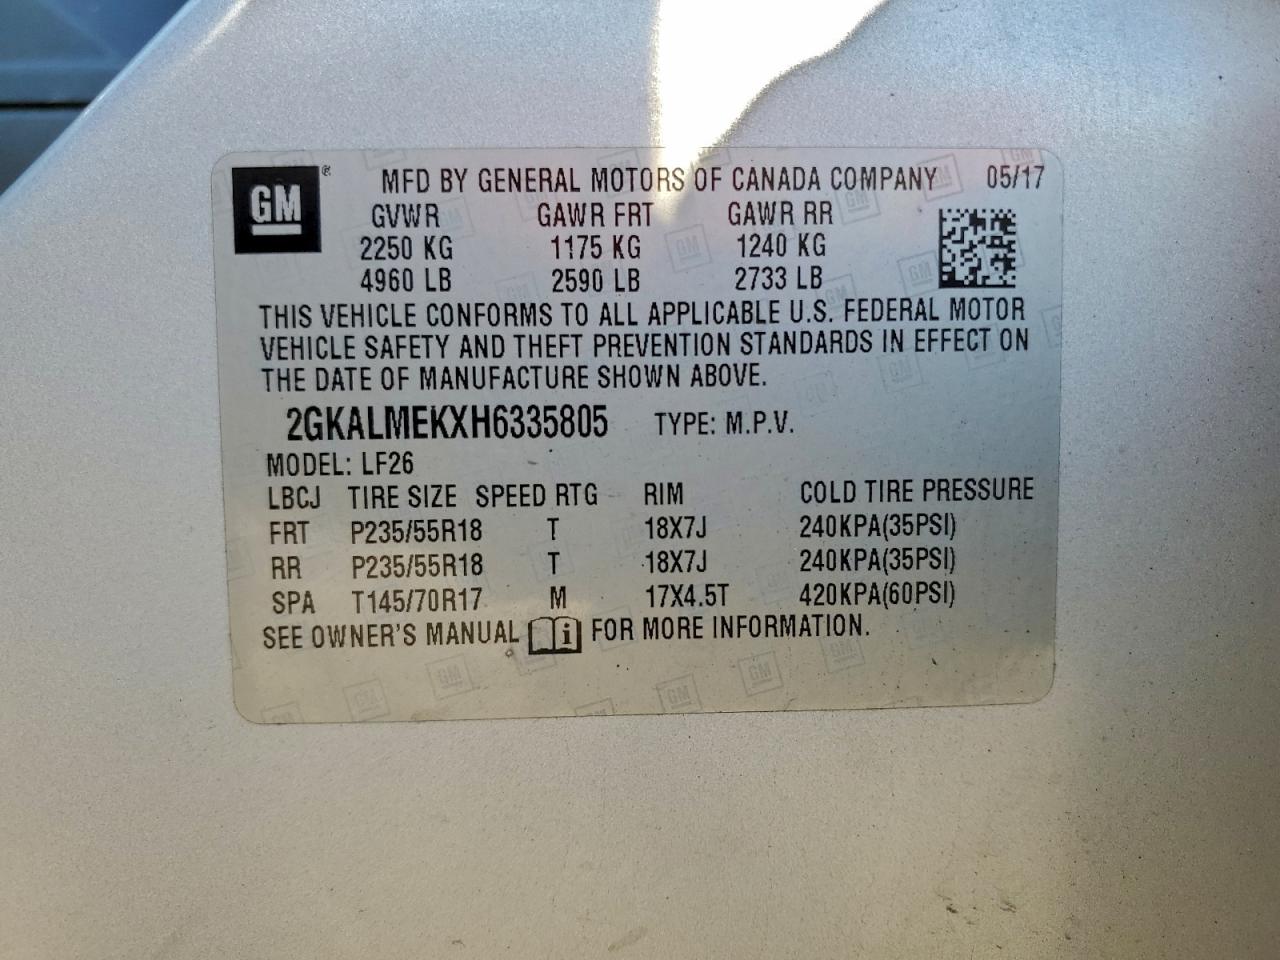 GM ® MFD BY GENERAL MOTORS OF CANADA COMPANY 05/17
GVWR GAWR FRT GAWR RR
2250 KG 1175 KG 1240 KG
4960 LB 2590 LB 2733 LB
THIS VEHICLE CONFORMS TO ALL APPLICABLE U.S. FEDERAL MOTOR
VEHICLE SAFETY AND THEFT PREVENTION STANDARDS IN EFFECT ON
THE DATE OF MANUFACTURE SHOWN ABOVE.
2GKALMEKXH6335805 TYPE: M.P.V.
MODEL: LF26
LBCJ TIRE SIZE SPEED RTG RIM COLD TIRE PRESSURE
FRT P235/55R18 T 18X7J 240KPA(35PSI)
RR P235/55R18 T 18X7J 240KPA(35PSI)
SPA T145/70R17 M 17X4.5T 420KPA(60PSI)
SEE OWNER'S MANUAL i FOR MORE INFORMATION.